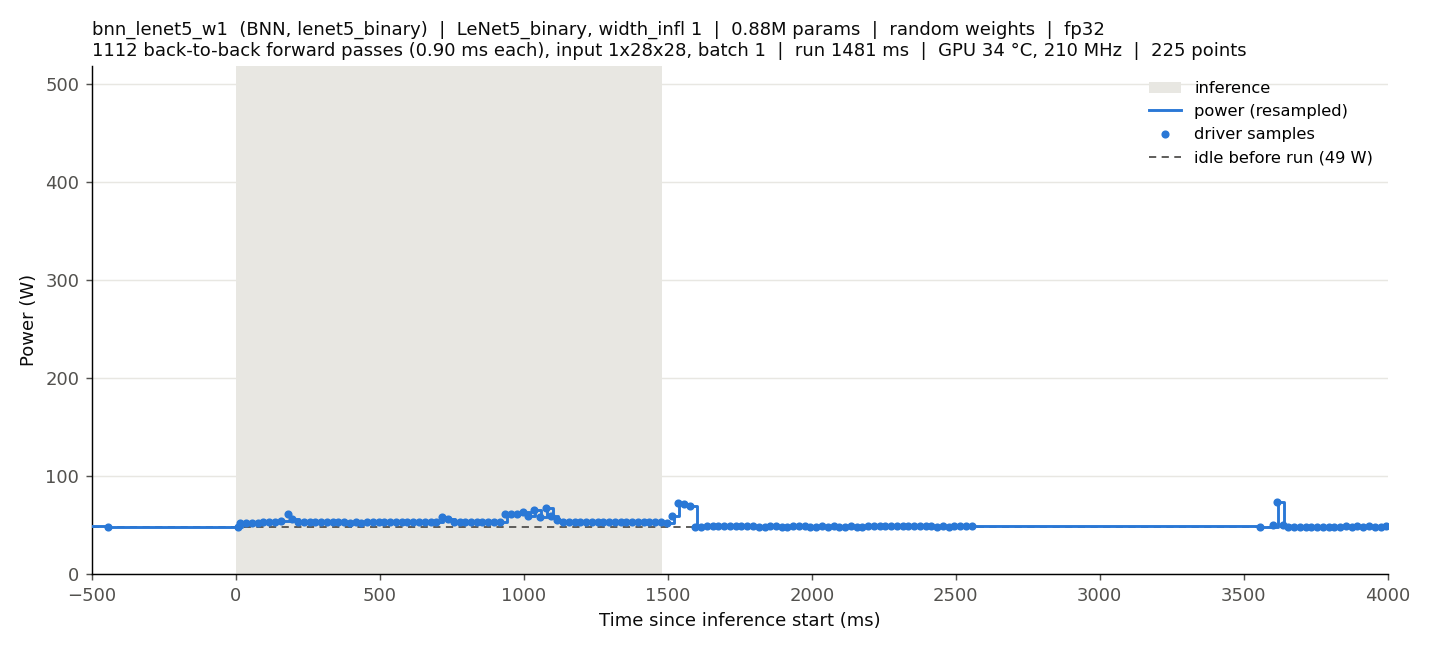 bnn_lenet5_w1  (BNN, lenet5_binary)  |  LeNet5_binary, width_infl 1  |  0.88M params  |  random weights  |  fp32
1112 back-to-back forward passes (0.90 ms each), input 1x28x28, batch 1  |  run 1481 ms  |  GPU 34 °C, 210 MHz  |  225 points
inference
power (resampled)
driver samples
idle before run (49 W)
Power (W)
500
400
300
200
100
0
−500
0
500
1000
1500
2000
2500
3000
3500
4000
Time since inference start (ms)